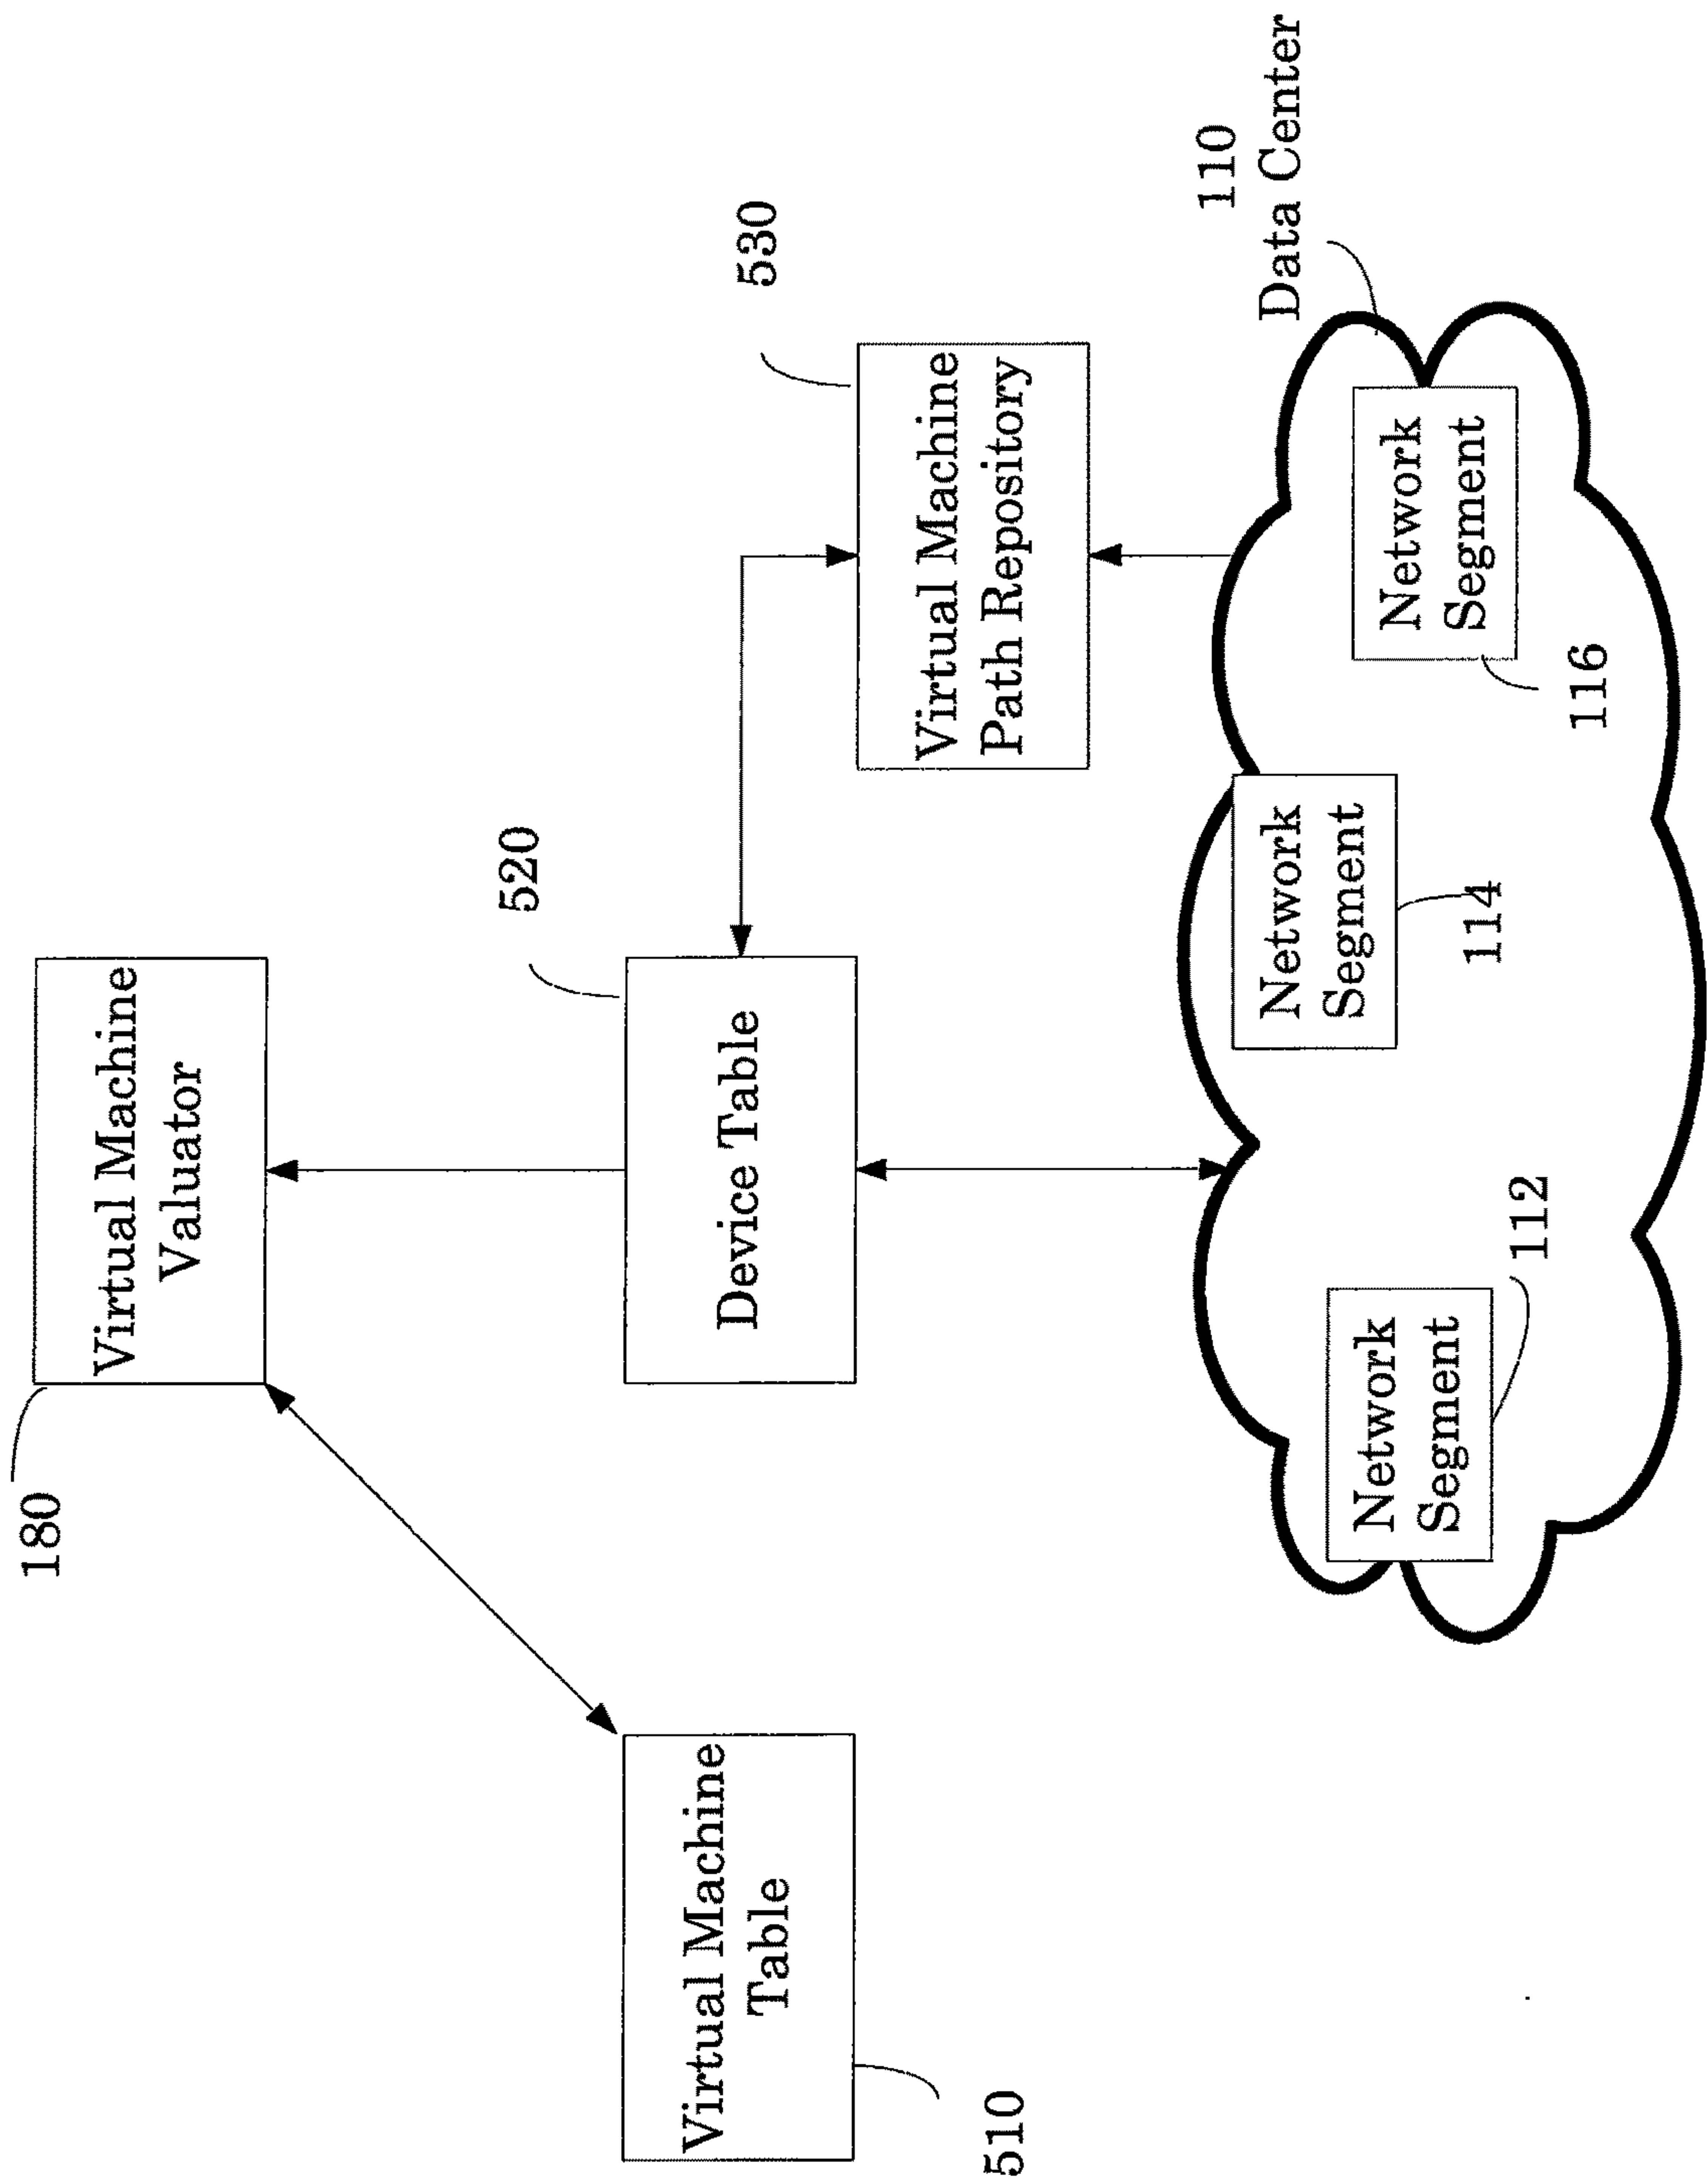 180
Virtual Machine
Valuator
510
Virtual Machine
Table
520
Device Table
530
Virtual Machine
Path Repository
110
Data Center
Network
Segment
112
Network
Segment
114
Network
Segment
116